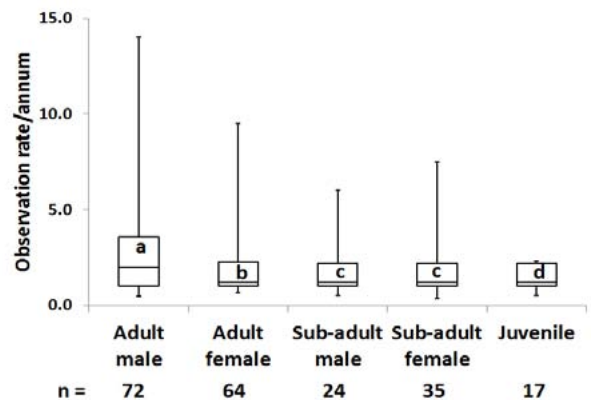 15.0
10.0
5.0
0.0
Observation rate/annum
a
b
c
c
d
Adult male
Adult female
Sub-adult male
Sub-adult female
Juvenile
n = 72 64 24 35 17